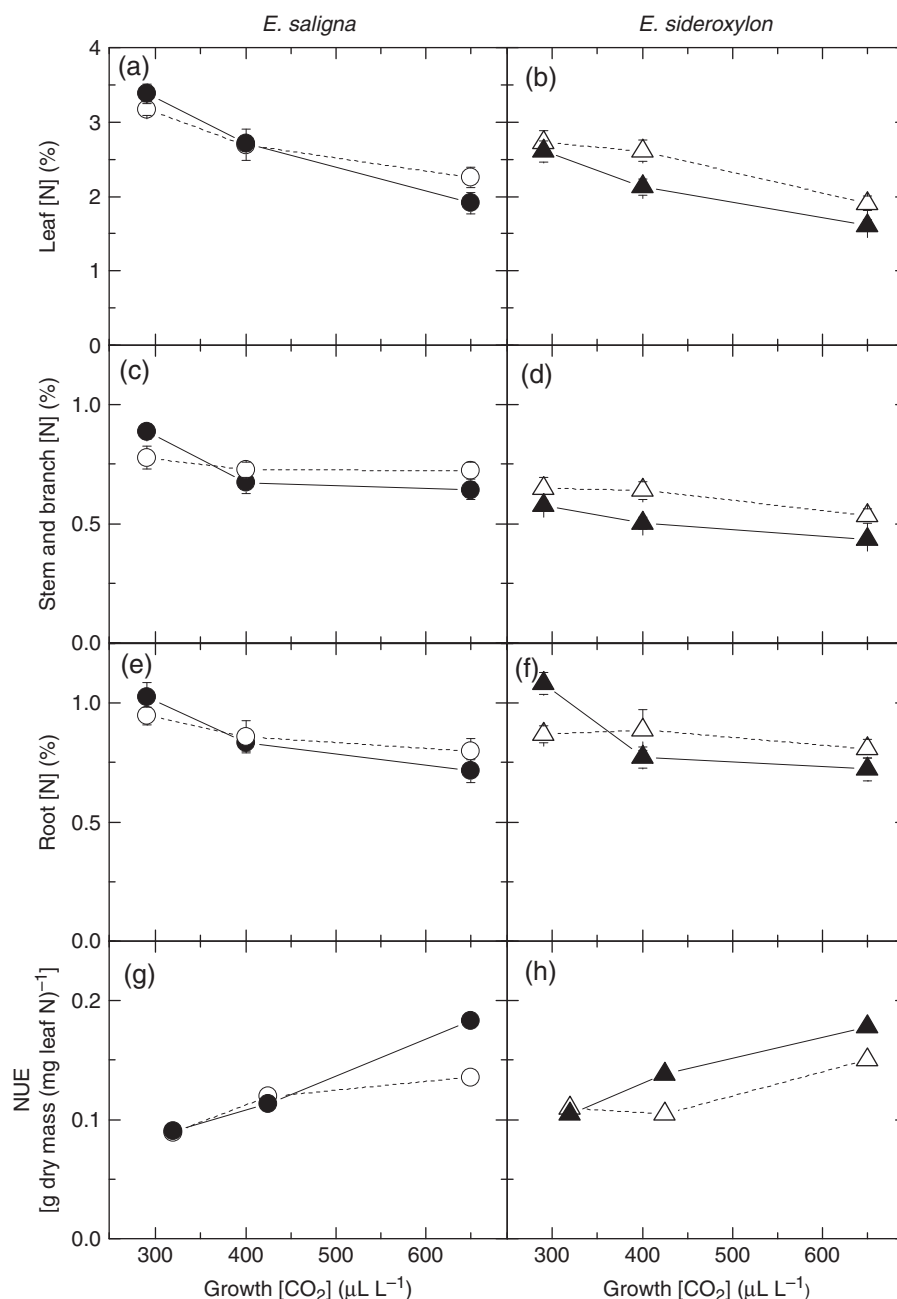 E. saligna
E. sideroxylon
(a)
(b)
4
3
2
1
0
Leaf [N] (%)
(c)
(d)
1.0
0.5
0.0
Stem and branch [N] (%)
(e)
(f)
1.0
0.5
0.0
Root [N] (%)
(g)
(h)
0.2
0.1
0.0
NUE
[g dry mass (mg leaf N)⁻¹]
300 400 500 600
300 400 500 600
Growth [CO₂] (μL L⁻¹)
Growth [CO₂] (μL L⁻¹)